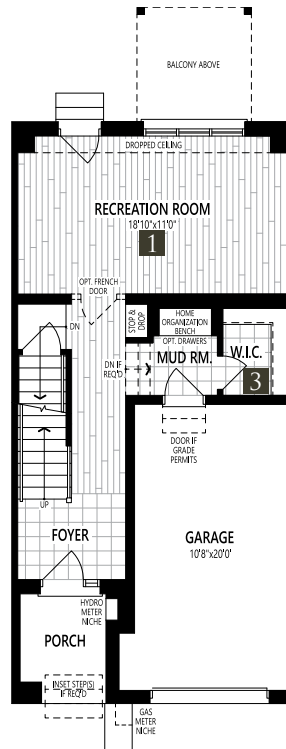 BALCONY ABOVE
DROPPED CEILING
RECREATION ROOM
18'10"x11'0"
1
OPT. FRENCH
DOOR
STOP &
DROP
HOME
ORGANIZATION
BENCH
OPT. DRAWERS
DN
MUD RM.
W.I.C.
DN IF
REQ'D
3
DOOR IF
GRADE
PERMITS
UP
FOYER
GARAGE
10'8"x20'0'
HYDRO
METER
NICHE
PORCH
INSET STEP(S)
IF REQ'D
GAS
METER
NICHE